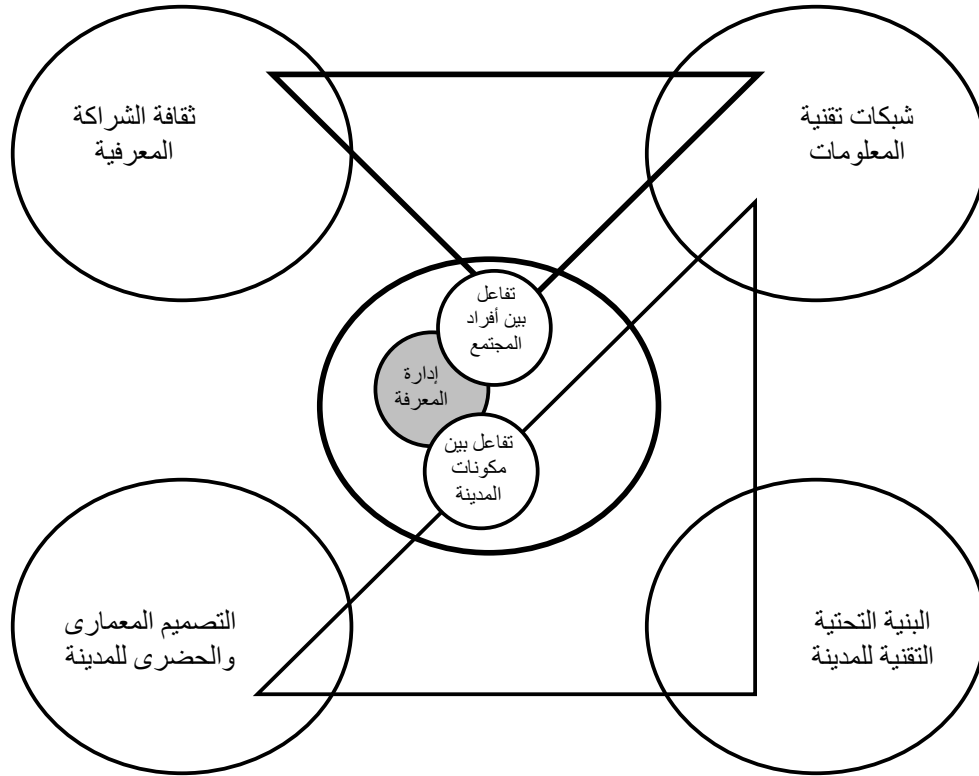 شبكات تقنية
المعلومات
ثقافة الشراكة
المعرفية
تفاعل
بين أفراد
المجتمع
إدارة
المعرفة
تفاعل بين
مكونات
المدينة
البنية التحتية
التقنية للمدينة
التصميم المعمارى
والحضرى للمدينة